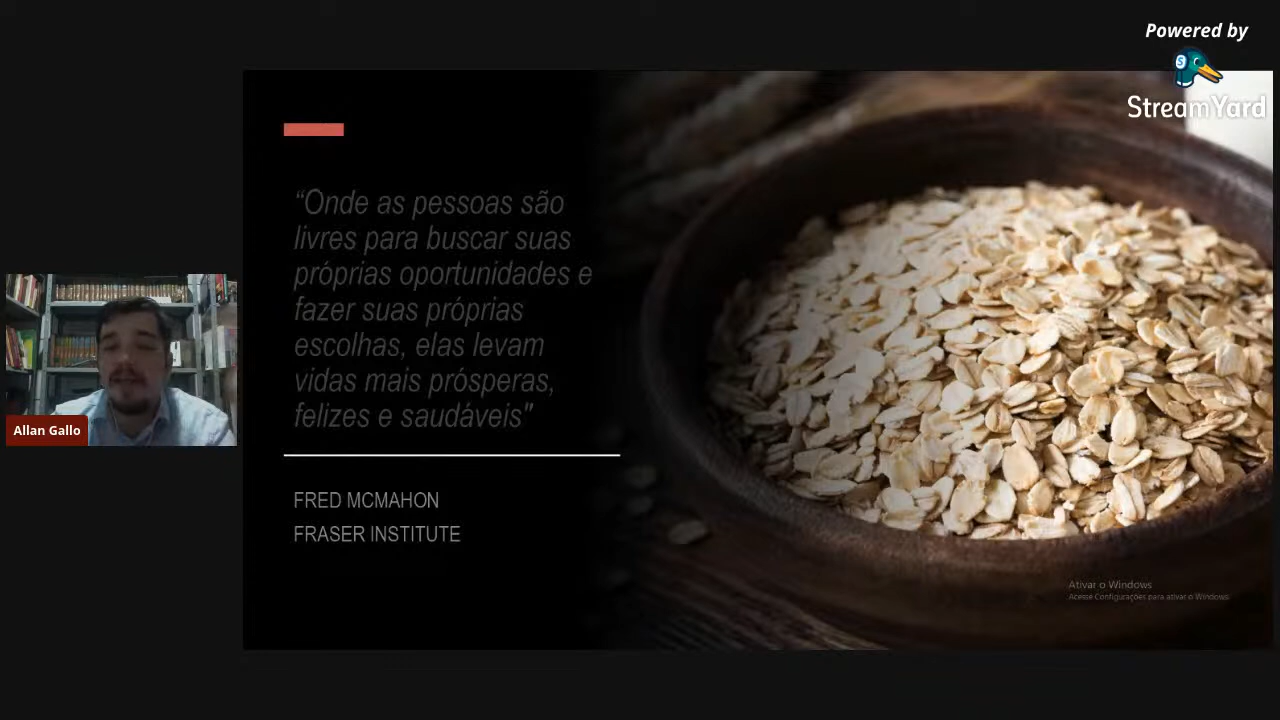 Powered by
StreamYard
“Onde as pessoas são
livres para buscar suas
próprias oportunidades e
fazer suas próprias
escolhas, elas levam
vidas mais prósperas,
felizes e saudáveis"
FRED MCMAHON
FRASER INSTITUTE
Allan Gallo
Ativar o Windows
Acesse Configurações para ativar o Windows.